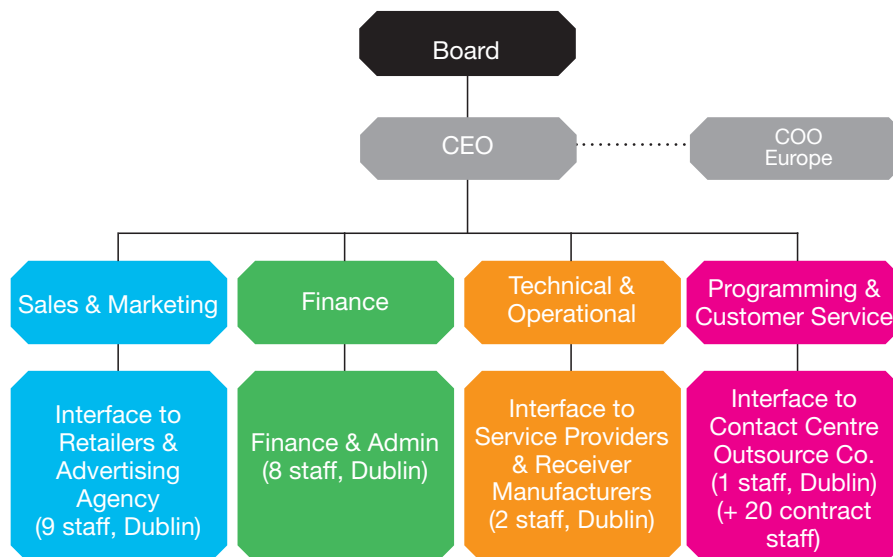 Board
CEO
COO
Europe
Sales & Marketing
Finance
Technical &
Operational
Programming &
Customer Service
Interface to
Retailers &
Advertising
Agency
(9 staff, Dublin)
Finance & Admin
(8 staff, Dublin)
Interface to
Service Providers
& Receiver
Manufacturers
(2 staff, Dublin)
Interface to
Contact Centre
Outsource Co.
(1 staff, Dublin)
(+ 20 contract
staff)